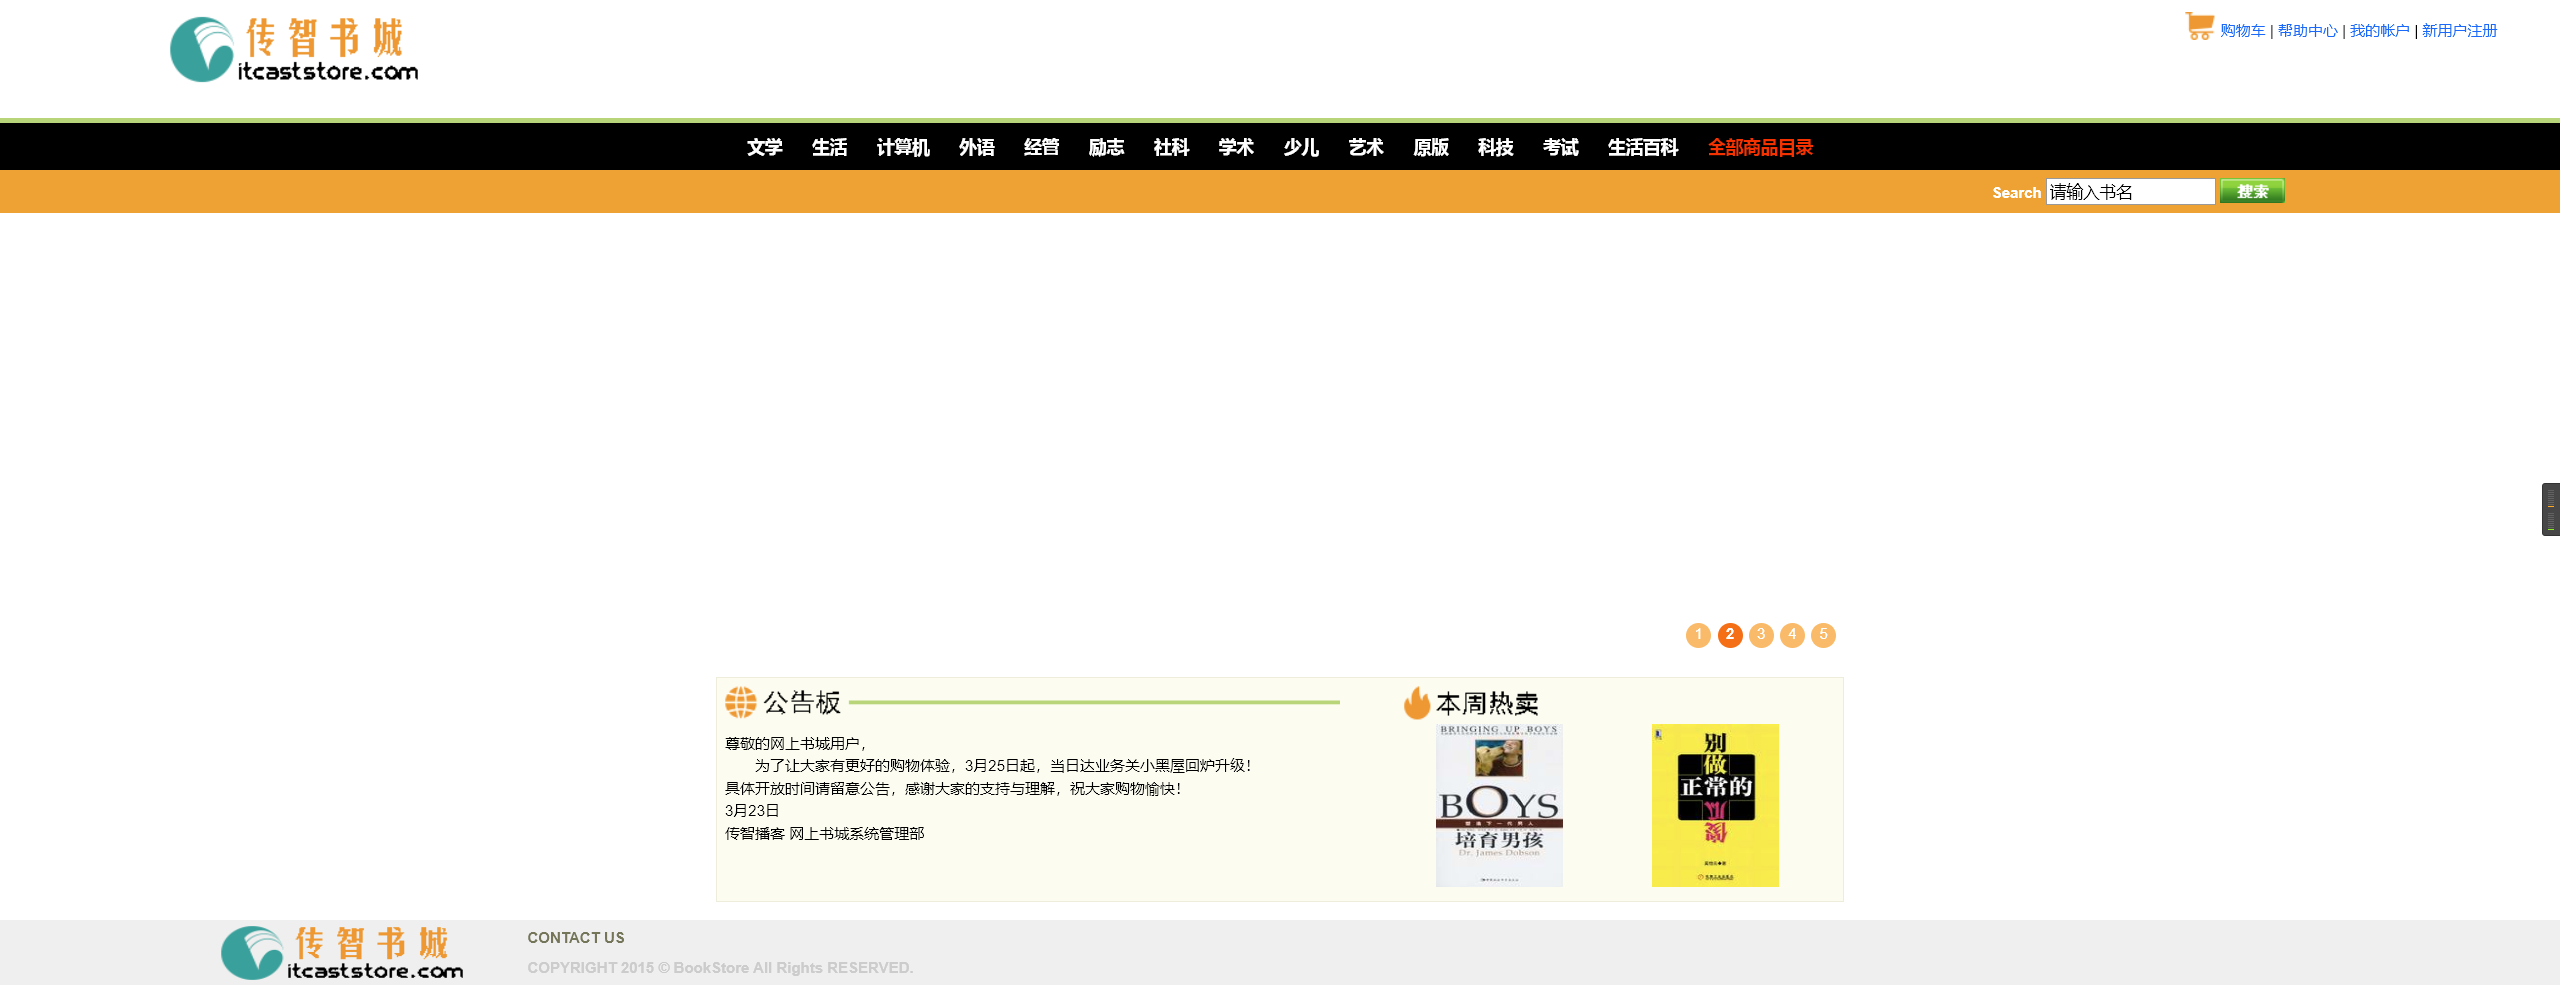 传智书城
itcaststore.com
购物车 | 帮助中心 | 我的帐户 | 新用户注册
文学 生活 计算机 外语 经管 励志 社科 学术 少儿 艺术 原版 科技 考试 生活百科 全部商品目录
Search 请输入书名 搜索
1 2 3 4 5
公告板
尊敬的网上书城用户，
为了让大家有更好的购物体验，3月25日起，当日达业务关小黑屋回炉升级！
具体开放时间请留意公告，感谢大家的支持与理解，祝大家购物愉快！
3月23日
传智播客 网上书城系统管理部
本周热卖
BRINGING UP BOYS
BOYS
培育男孩
Dr. James Dobson
别
做
正常的
傻
瓜
传智书城
itcaststore.com
CONTACT US
COPYRIGHT 2015 © BookStore All Rights RESERVED.